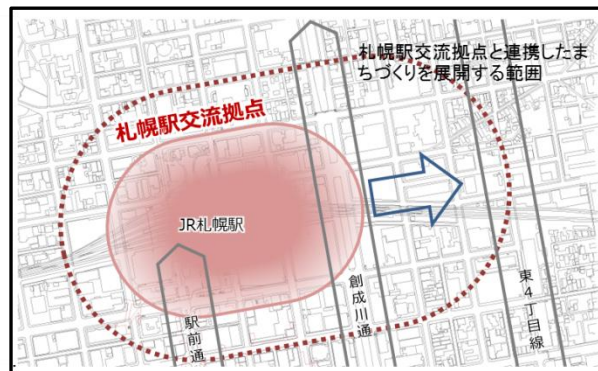 札幌駅交流拠点と連携したま
ちづくりを展開する範囲
札幌駅交流拠点
JR札幌駅
駅前通
創成川通
東4丁目線